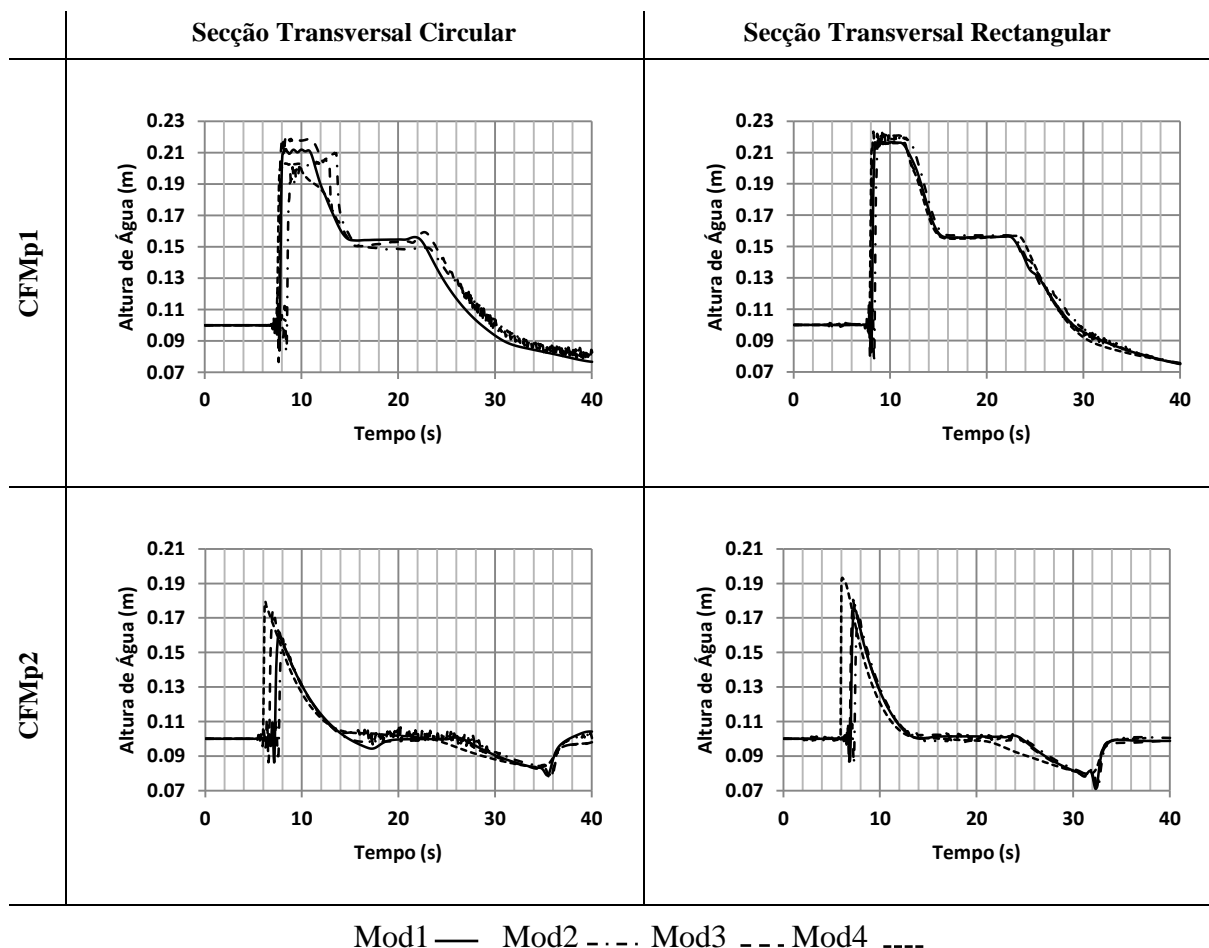 Secção Transversal Circular
Secção Transversal Rectangular
CFMp1
Altura de Água (m)
0.23
0.21
0.19
0.17
0.15
0.13
0.11
0.09
0.07
0 10 20 30 40
Tempo (s)
Altura de Água (m)
0.23
0.21
0.19
0.17
0.15
0.13
0.11
0.09
0.07
0 10 20 30 40
Tempo (s)
CFMp2
Altura de Água (m)
0.21
0.19
0.17
0.15
0.13
0.11
0.09
0.07
0 10 20 30 40
Tempo (s)
Altura de Água (m)
0.21
0.19
0.17
0.15
0.13
0.11
0.09
0.07
0 10 20 30 40
Tempo (s)
Mod1 Mod2 Mod3 Mod4